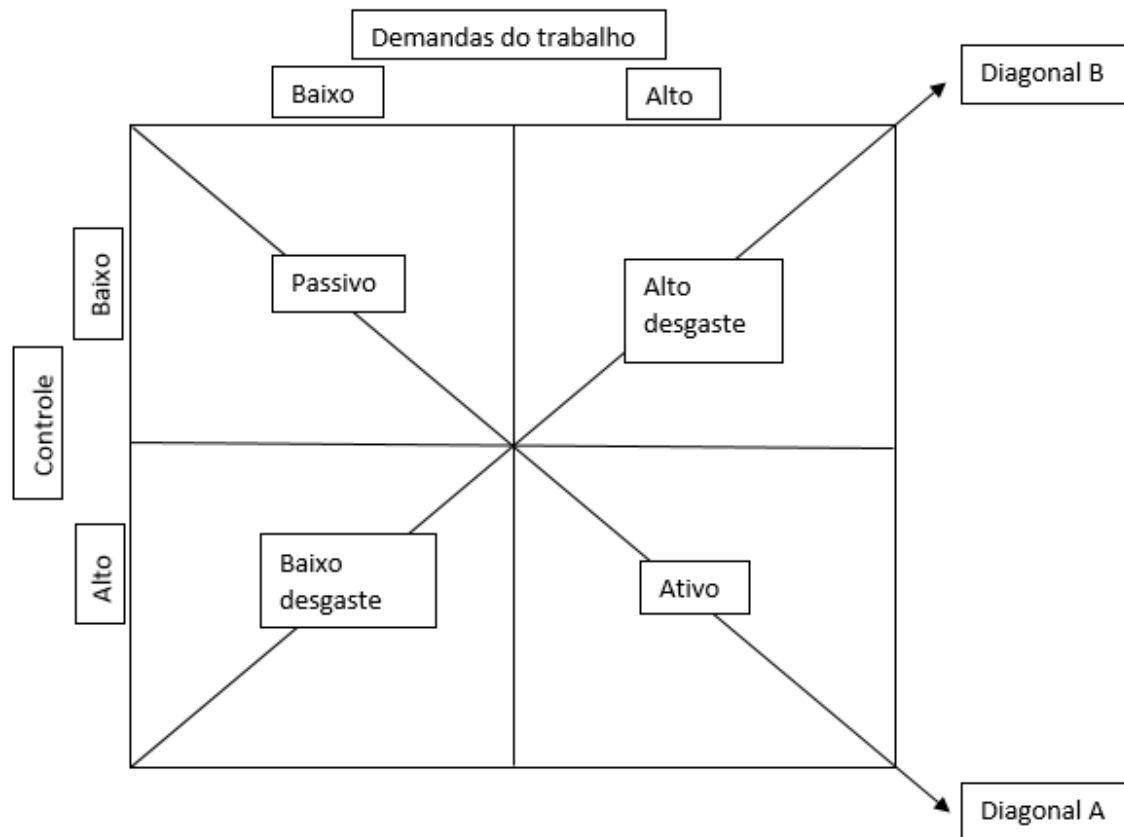 Demandas do trabalho
Diagonal B
Baixo
Alto
Baixo
Passivo
Alto
desgaste
Controle
Alto
Baixo
desgaste
Ativo
Diagonal A